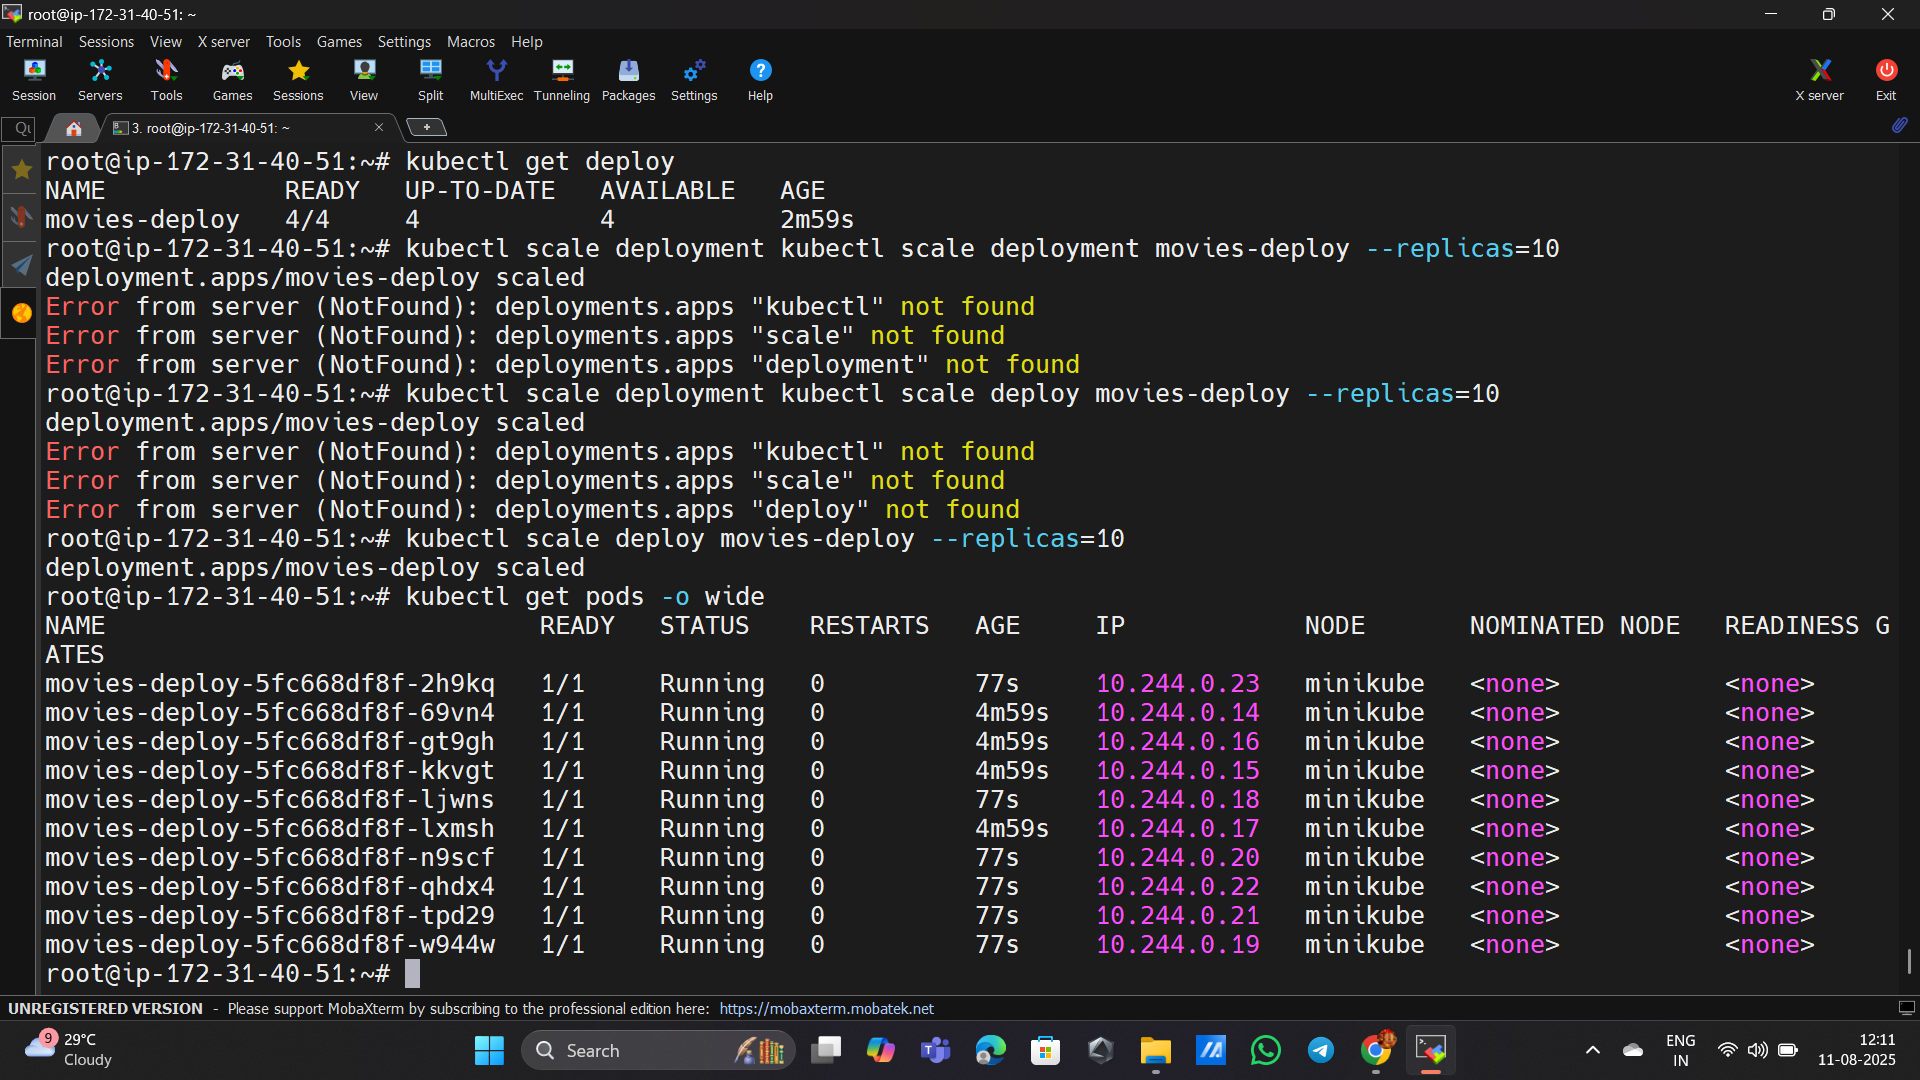 root@ip-172-31-40-51: ~
Terminal Sessions View X server Tools Games Settings Macros Help
Session Servers Tools Games Sessions View Split MultiExec Tunneling Packages Settings Help X server Exit
3. root@ip-172-31-40-51: ~
root@ip-172-31-40-51:~# kubectl get deploy
NAME READY UP-TO-DATE AVAILABLE AGE
movies-deploy 4/4 4 4 2m59s
root@ip-172-31-40-51:~# kubectl scale deployment kubectl scale deployment movies-deploy --replicas=10
deployment.apps/movies-deploy scaled
Error from server (NotFound): deployments.apps "kubectl" not found
Error from server (NotFound): deployments.apps "scale" not found
Error from server (NotFound): deployments.apps "deployment" not found
root@ip-172-31-40-51:~# kubectl scale deployment kubectl scale deploy movies-deploy --replicas=10
deployment.apps/movies-deploy scaled
Error from server (NotFound): deployments.apps "kubectl" not found
Error from server (NotFound): deployments.apps "scale" not found
Error from server (NotFound): deployments.apps "deploy" not found
root@ip-172-31-40-51:~# kubectl scale deploy movies-deploy --replicas=10
deployment.apps/movies-deploy scaled
root@ip-172-31-40-51:~# kubectl get pods -o wide
NAME READY STATUS RESTARTS AGE IP NODE NOMINATED NODE READINESS G
ATES
movies-deploy-5fc668df8f-2h9kq 1/1 Running 0 77s 10.244.0.23 minikube <none> <none>
movies-deploy-5fc668df8f-69vn4 1/1 Running 0 4m59s 10.244.0.14 minikube <none> <none>
movies-deploy-5fc668df8f-gt9gh 1/1 Running 0 4m59s 10.244.0.16 minikube <none> <none>
movies-deploy-5fc668df8f-kkvgt 1/1 Running 0 4m59s 10.244.0.15 minikube <none> <none>
movies-deploy-5fc668df8f-ljwns 1/1 Running 0 77s 10.244.0.18 minikube <none> <none>
movies-deploy-5fc668df8f-lxmsh 1/1 Running 0 4m59s 10.244.0.17 minikube <none> <none>
movies-deploy-5fc668df8f-n9scf 1/1 Running 0 77s 10.244.0.20 minikube <none> <none>
movies-deploy-5fc668df8f-qhdx4 1/1 Running 0 77s 10.244.0.22 minikube <none> <none>
movies-deploy-5fc668df8f-tpd29 1/1 Running 0 77s 10.244.0.21 minikube <none> <none>
movies-deploy-5fc668df8f-w944w 1/1 Running 0 77s 10.244.0.19 minikube <none> <none>
root@ip-172-31-40-51:~#
UNREGISTERED VERSION - Please support MobaXterm by subscribing to the professional edition here: https://mobaxterm.mobatek.net
9 29°C
Cloudy
Search
ENG
IN
12:11
11-08-2025